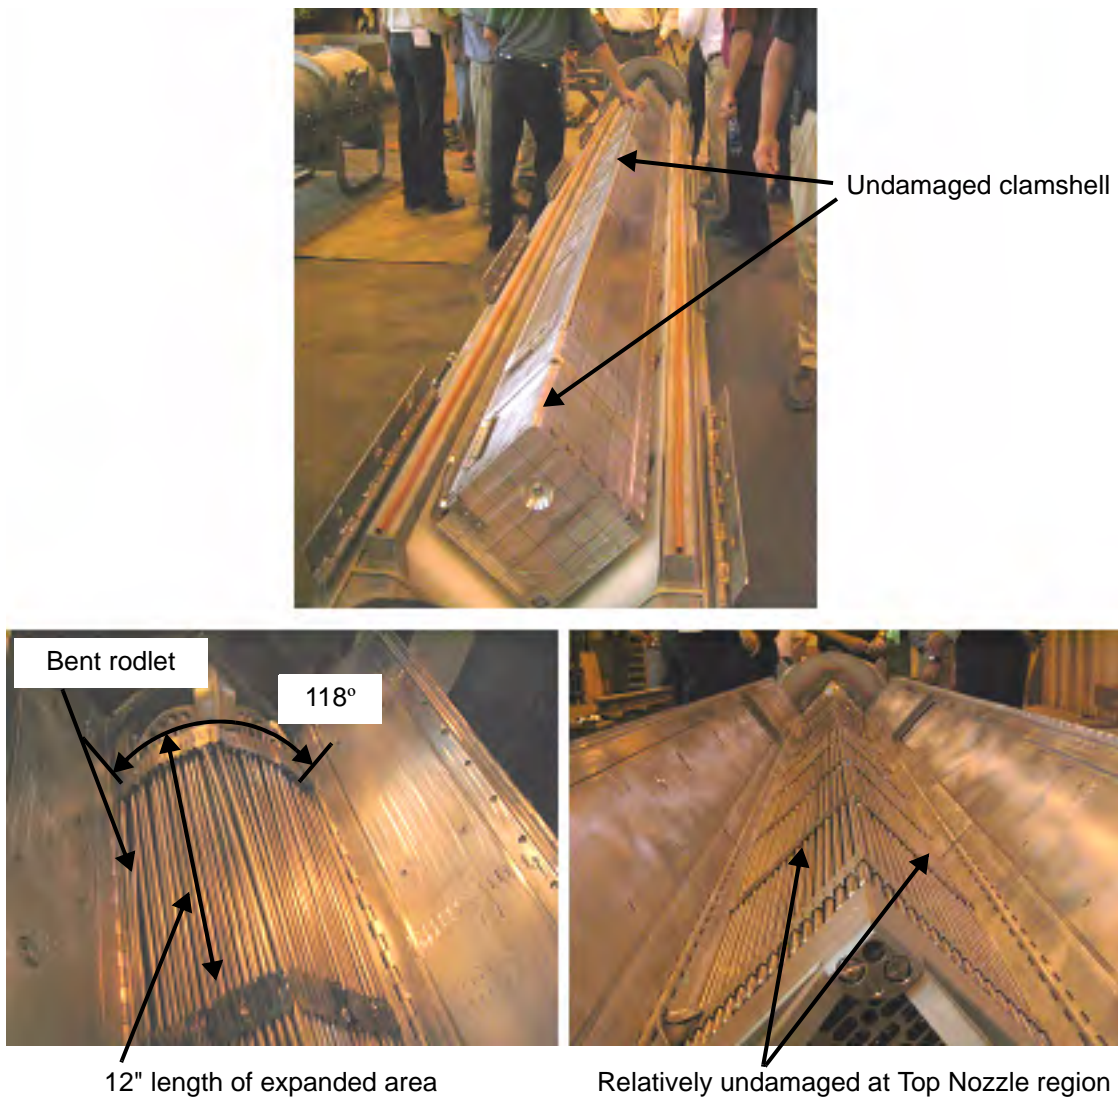 Undamaged clamshell
Bent rodlet
118º
12" length of expanded area
Relatively undamaged at Top Nozzle region